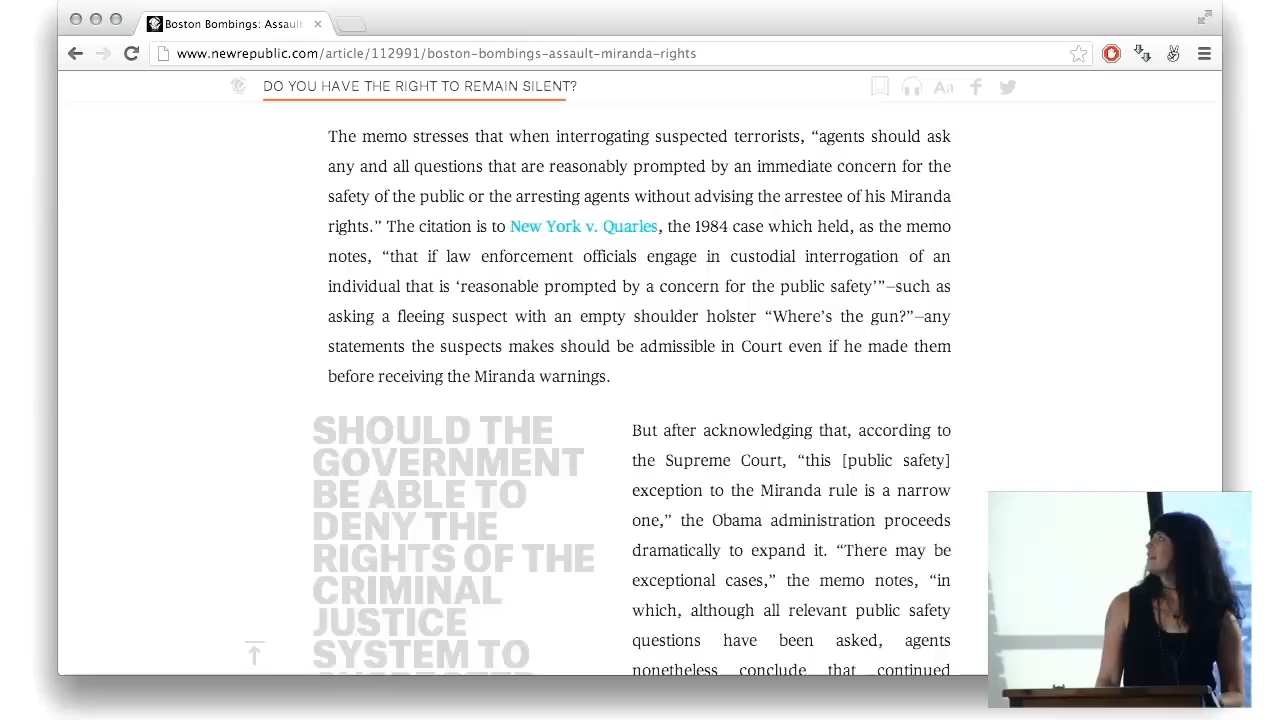 Boston Bombings: Assaul
www.newrepublic.com/article/112991/boston-bombings-assault-miranda-rights
DO YOU HAVE THE RIGHT TO REMAIN SILENT?
Aa
The memo stresses that when interrogating suspected terrorists, “agents should ask
any and all questions that are reasonably prompted by an immediate concern for the
safety of the public or the arresting agents without advising the arrestee of his Miranda
rights.” The citation is to New York v. Quarles, the 1984 case which held, as the memo
notes, “that if law enforcement officials engage in custodial interrogation of an
individual that is ‘reasonable prompted by a concern for the public safety’”—such as
asking a fleeing suspect with an empty shoulder holster “Where’s the gun?”—any
statements the suspects makes should be admissible in Court even if he made them
before receiving the Miranda warnings.
SHOULD THE
GOVERNMENT
BE ABLE TO
DENY THE
RIGHTS OF THE
CRIMINAL
JUSTICE
SYSTEM TO
SUSPECTED
But after acknowledging that, according to
the Supreme Court, “this [public safety]
exception to the Miranda rule is a narrow
one,” the Obama administration proceeds
dramatically to expand it. “There may be
exceptional cases,” the memo notes, “in
which, although all relevant public safety
questions have been asked, agents
nonetheless conclude that continued